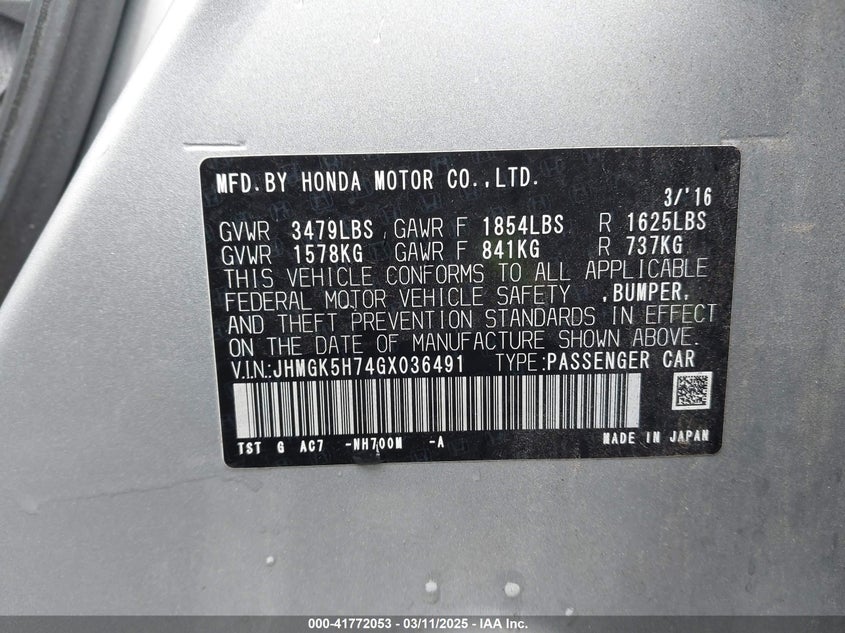 MFD.BY HONDA MOTOR CO.,LTD.
3/'16
GVWR 3479LBS GAWR F 1854LBS R 1625LBS
GVWR 1578KG GAWR F 841KG R 737KG
THIS VEHICLE CONFORMS TO ALL APPLICABLE
FEDERAL MOTOR VEHICLE SAFETY ,BUMPER,
AND THEFT PREVENTION STANDARDS IN EFFECT
ON THE DATE OF MANUFACTURE SHOWN ABOVE.
V.I.N:JHMGK5H74GX036491 TYPE:PASSENGER CAR
TST G AC7 -NH700M -A MADE IN JAPAN
000-41772053 / 03/11/2025 - IAA Inc.